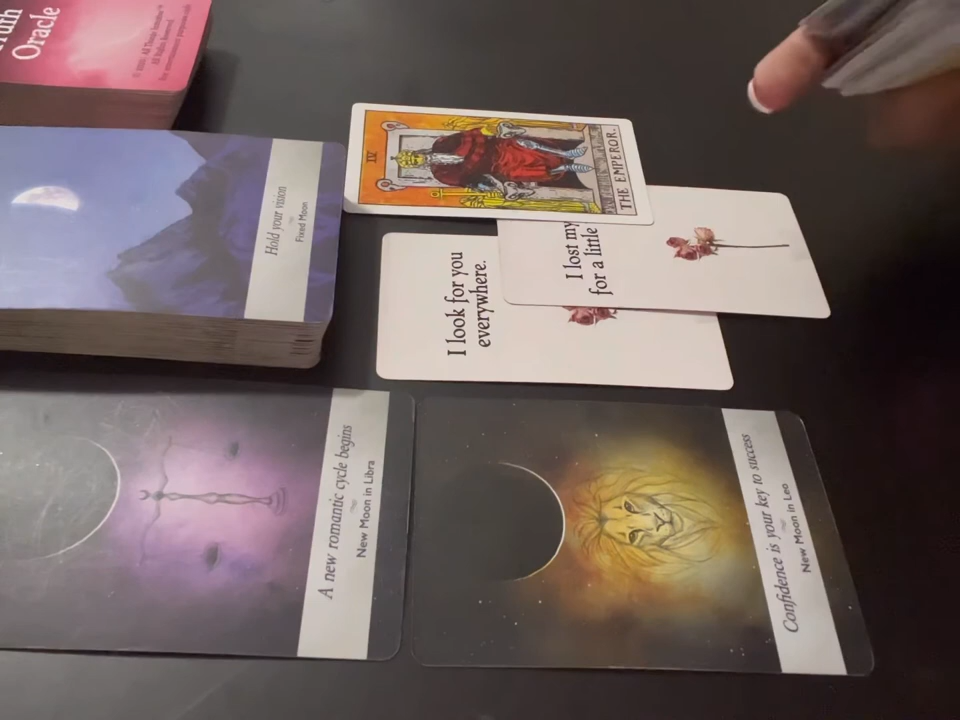 Oracle
Hold your vision
Fixed Moon
IV
THE EMPEROR.
I look for you
everywhere.
I lost my
for a little
A new romantic cycle begins
New Moon in Libra
Confidence is your key to success
New Moon in Leo